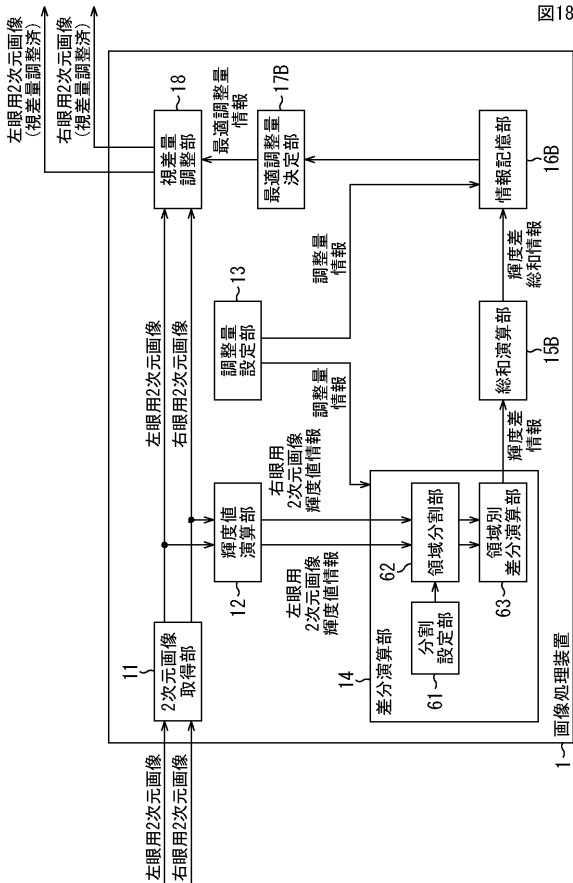 図18
左眼用2次元画像
右眼用2次元画像
11
2次元画像
取得部
左眼用2次元画像
右眼用2次元画像
12
輝度値
演算部
左眼用
2次元画像
輝度値情報
右眼用
2次元画像
輝度値情報
13
調整量
設定部
調整量
情報
調整量
情報
14
差分演算部
61
分割
設定部
62
領域分割部
63
領域別
差分演算部
輝度差
情報
総和演算部
15B
輝度差
総和情報
情報記憶部
16B
最適調整量
決定部
17B
最適調整量
情報
視差量
調整部
18
左眼用2次元画像
(視差量調整済)
右眼用2次元画像
(視差量調整済)
1 画像処理装置